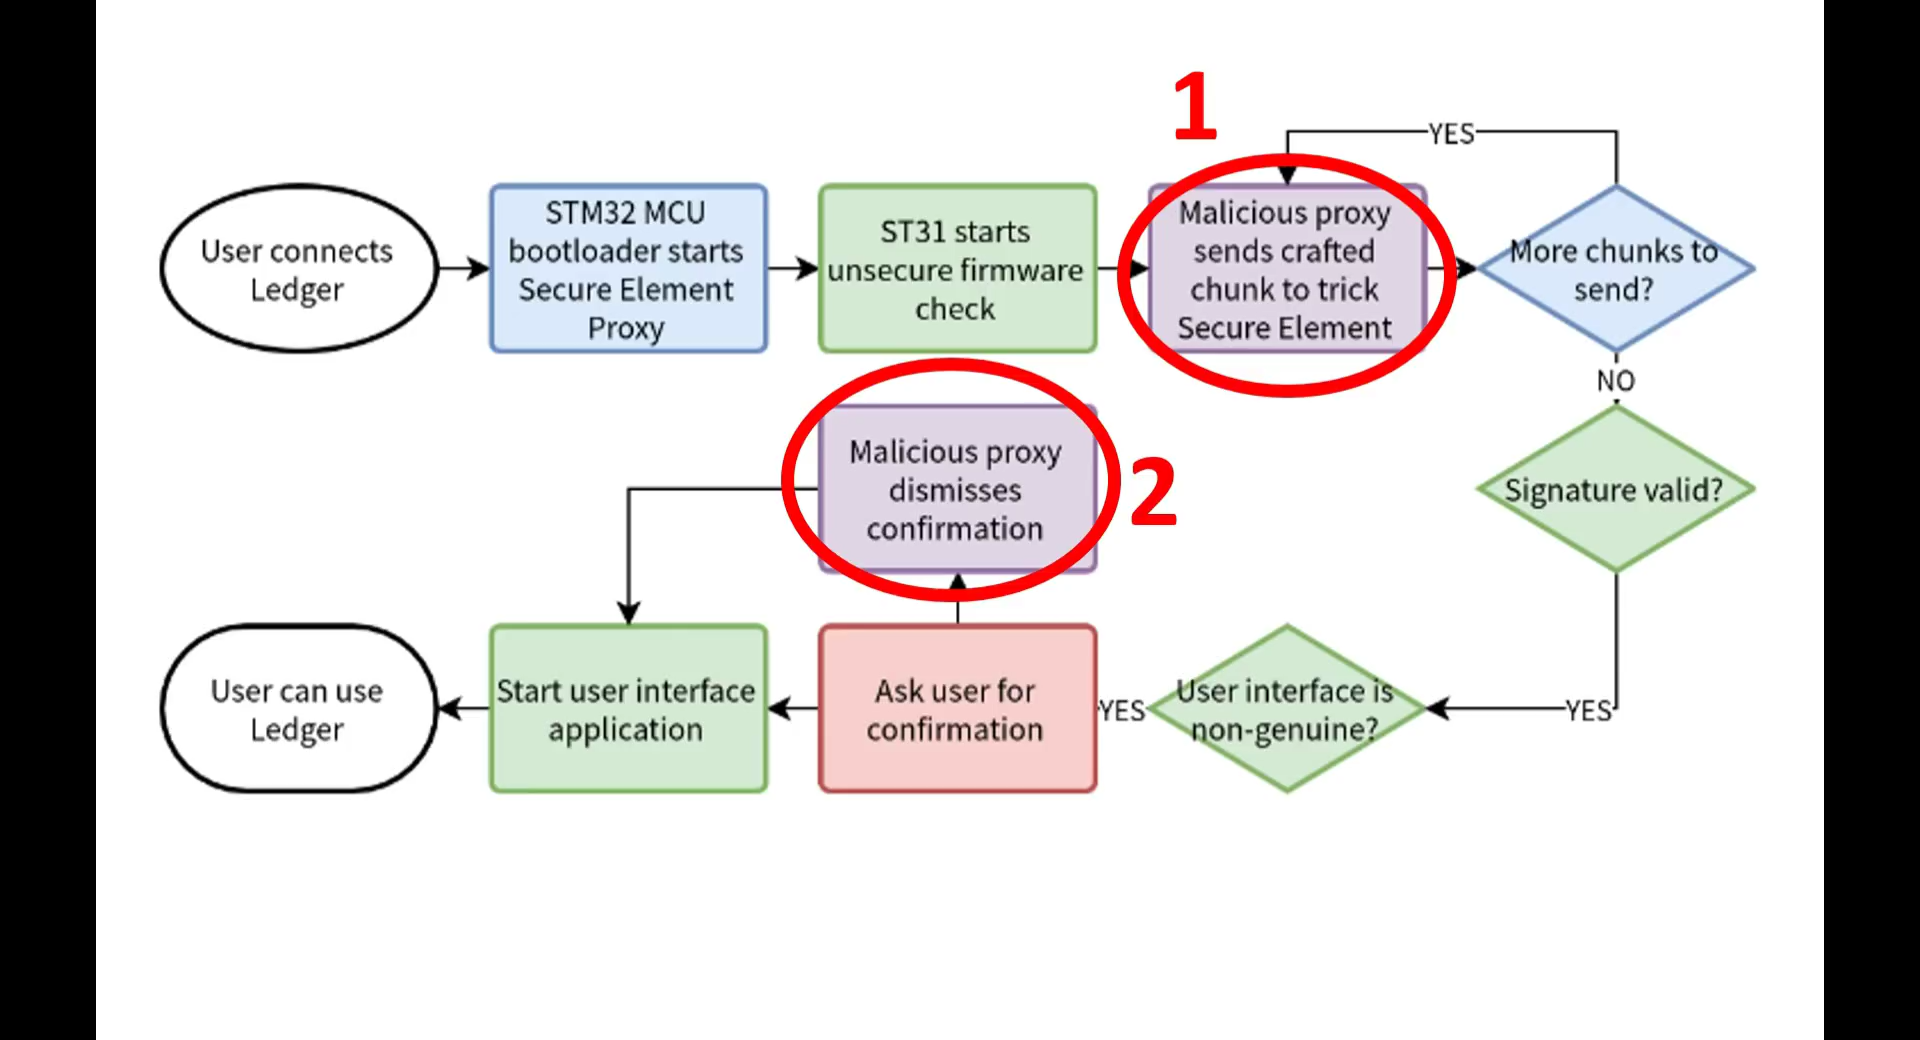 1
YES
User connects
Ledger
STM32 MCU
bootloader starts
Secure Element
Proxy
ST31 starts
unsecure firmware
check
Malicious proxy
sends crafted
chunk to trick
Secure Element
More chunks to
send?
NO
Malicious proxy
dismisses
confirmation
2
Signature valid?
User can use
Ledger
Start user interface
application
Ask user for
confirmation
YES
User interface is
non-genuine?
YES